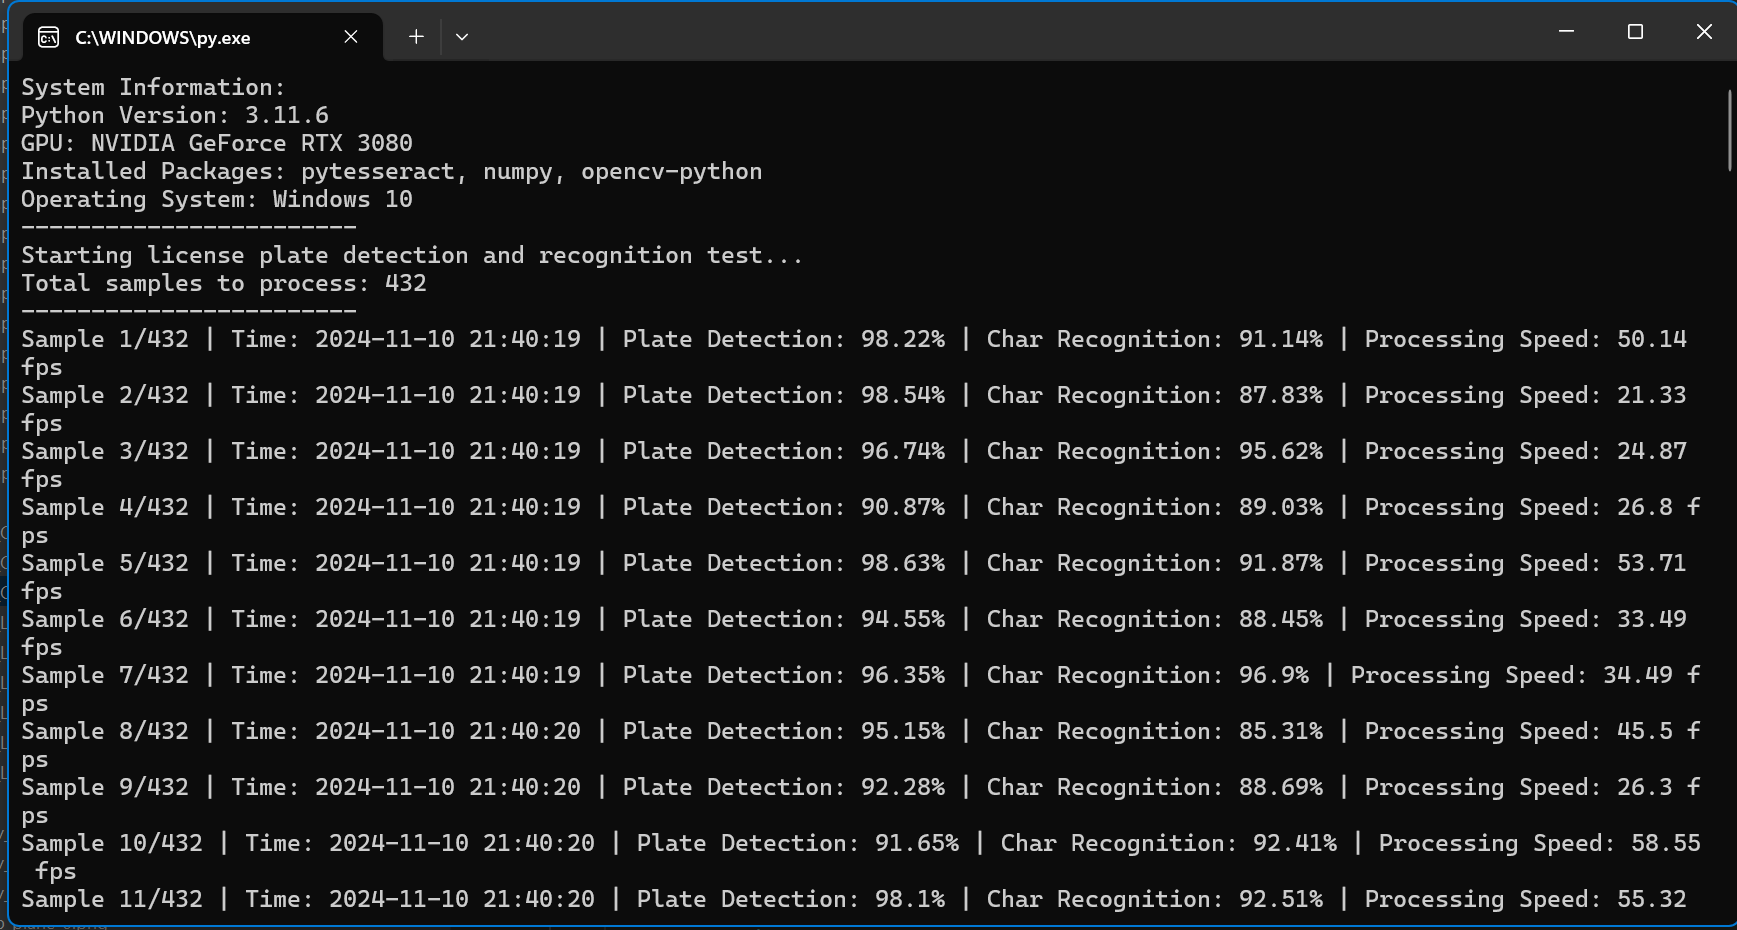 C:\WINDOWS\py.exe
System Information:
Python Version: 3.11.6
GPU: NVIDIA GeForce RTX 3080
Installed Packages: pytesseract, numpy, opencv-python
Operating System: Windows 10
------------------------
Starting license plate detection and recognition test...
Total samples to process: 432
------------------------
Sample 1/432 | Time: 2024-11-10 21:40:19 | Plate Detection: 98.22% | Char Recognition: 91.14% | Processing Speed: 50.14
fps
Sample 2/432 | Time: 2024-11-10 21:40:19 | Plate Detection: 98.54% | Char Recognition: 87.83% | Processing Speed: 21.33
fps
Sample 3/432 | Time: 2024-11-10 21:40:19 | Plate Detection: 96.74% | Char Recognition: 95.62% | Processing Speed: 24.87
fps
Sample 4/432 | Time: 2024-11-10 21:40:19 | Plate Detection: 90.87% | Char Recognition: 89.03% | Processing Speed: 26.8 f
ps
Sample 5/432 | Time: 2024-11-10 21:40:19 | Plate Detection: 98.63% | Char Recognition: 91.87% | Processing Speed: 53.71
fps
Sample 6/432 | Time: 2024-11-10 21:40:19 | Plate Detection: 94.55% | Char Recognition: 88.45% | Processing Speed: 33.49
fps
Sample 7/432 | Time: 2024-11-10 21:40:19 | Plate Detection: 96.35% | Char Recognition: 96.9% | Processing Speed: 34.49 f
ps
Sample 8/432 | Time: 2024-11-10 21:40:20 | Plate Detection: 95.15% | Char Recognition: 85.31% | Processing Speed: 45.5 f
ps
Sample 9/432 | Time: 2024-11-10 21:40:20 | Plate Detection: 92.28% | Char Recognition: 88.69% | Processing Speed: 26.3 f
ps
Sample 10/432 | Time: 2024-11-10 21:40:20 | Plate Detection: 91.65% | Char Recognition: 92.41% | Processing Speed: 58.55
 fps
Sample 11/432 | Time: 2024-11-10 21:40:20 | Plate Detection: 98.1% | Char Recognition: 92.51% | Processing Speed: 55.32